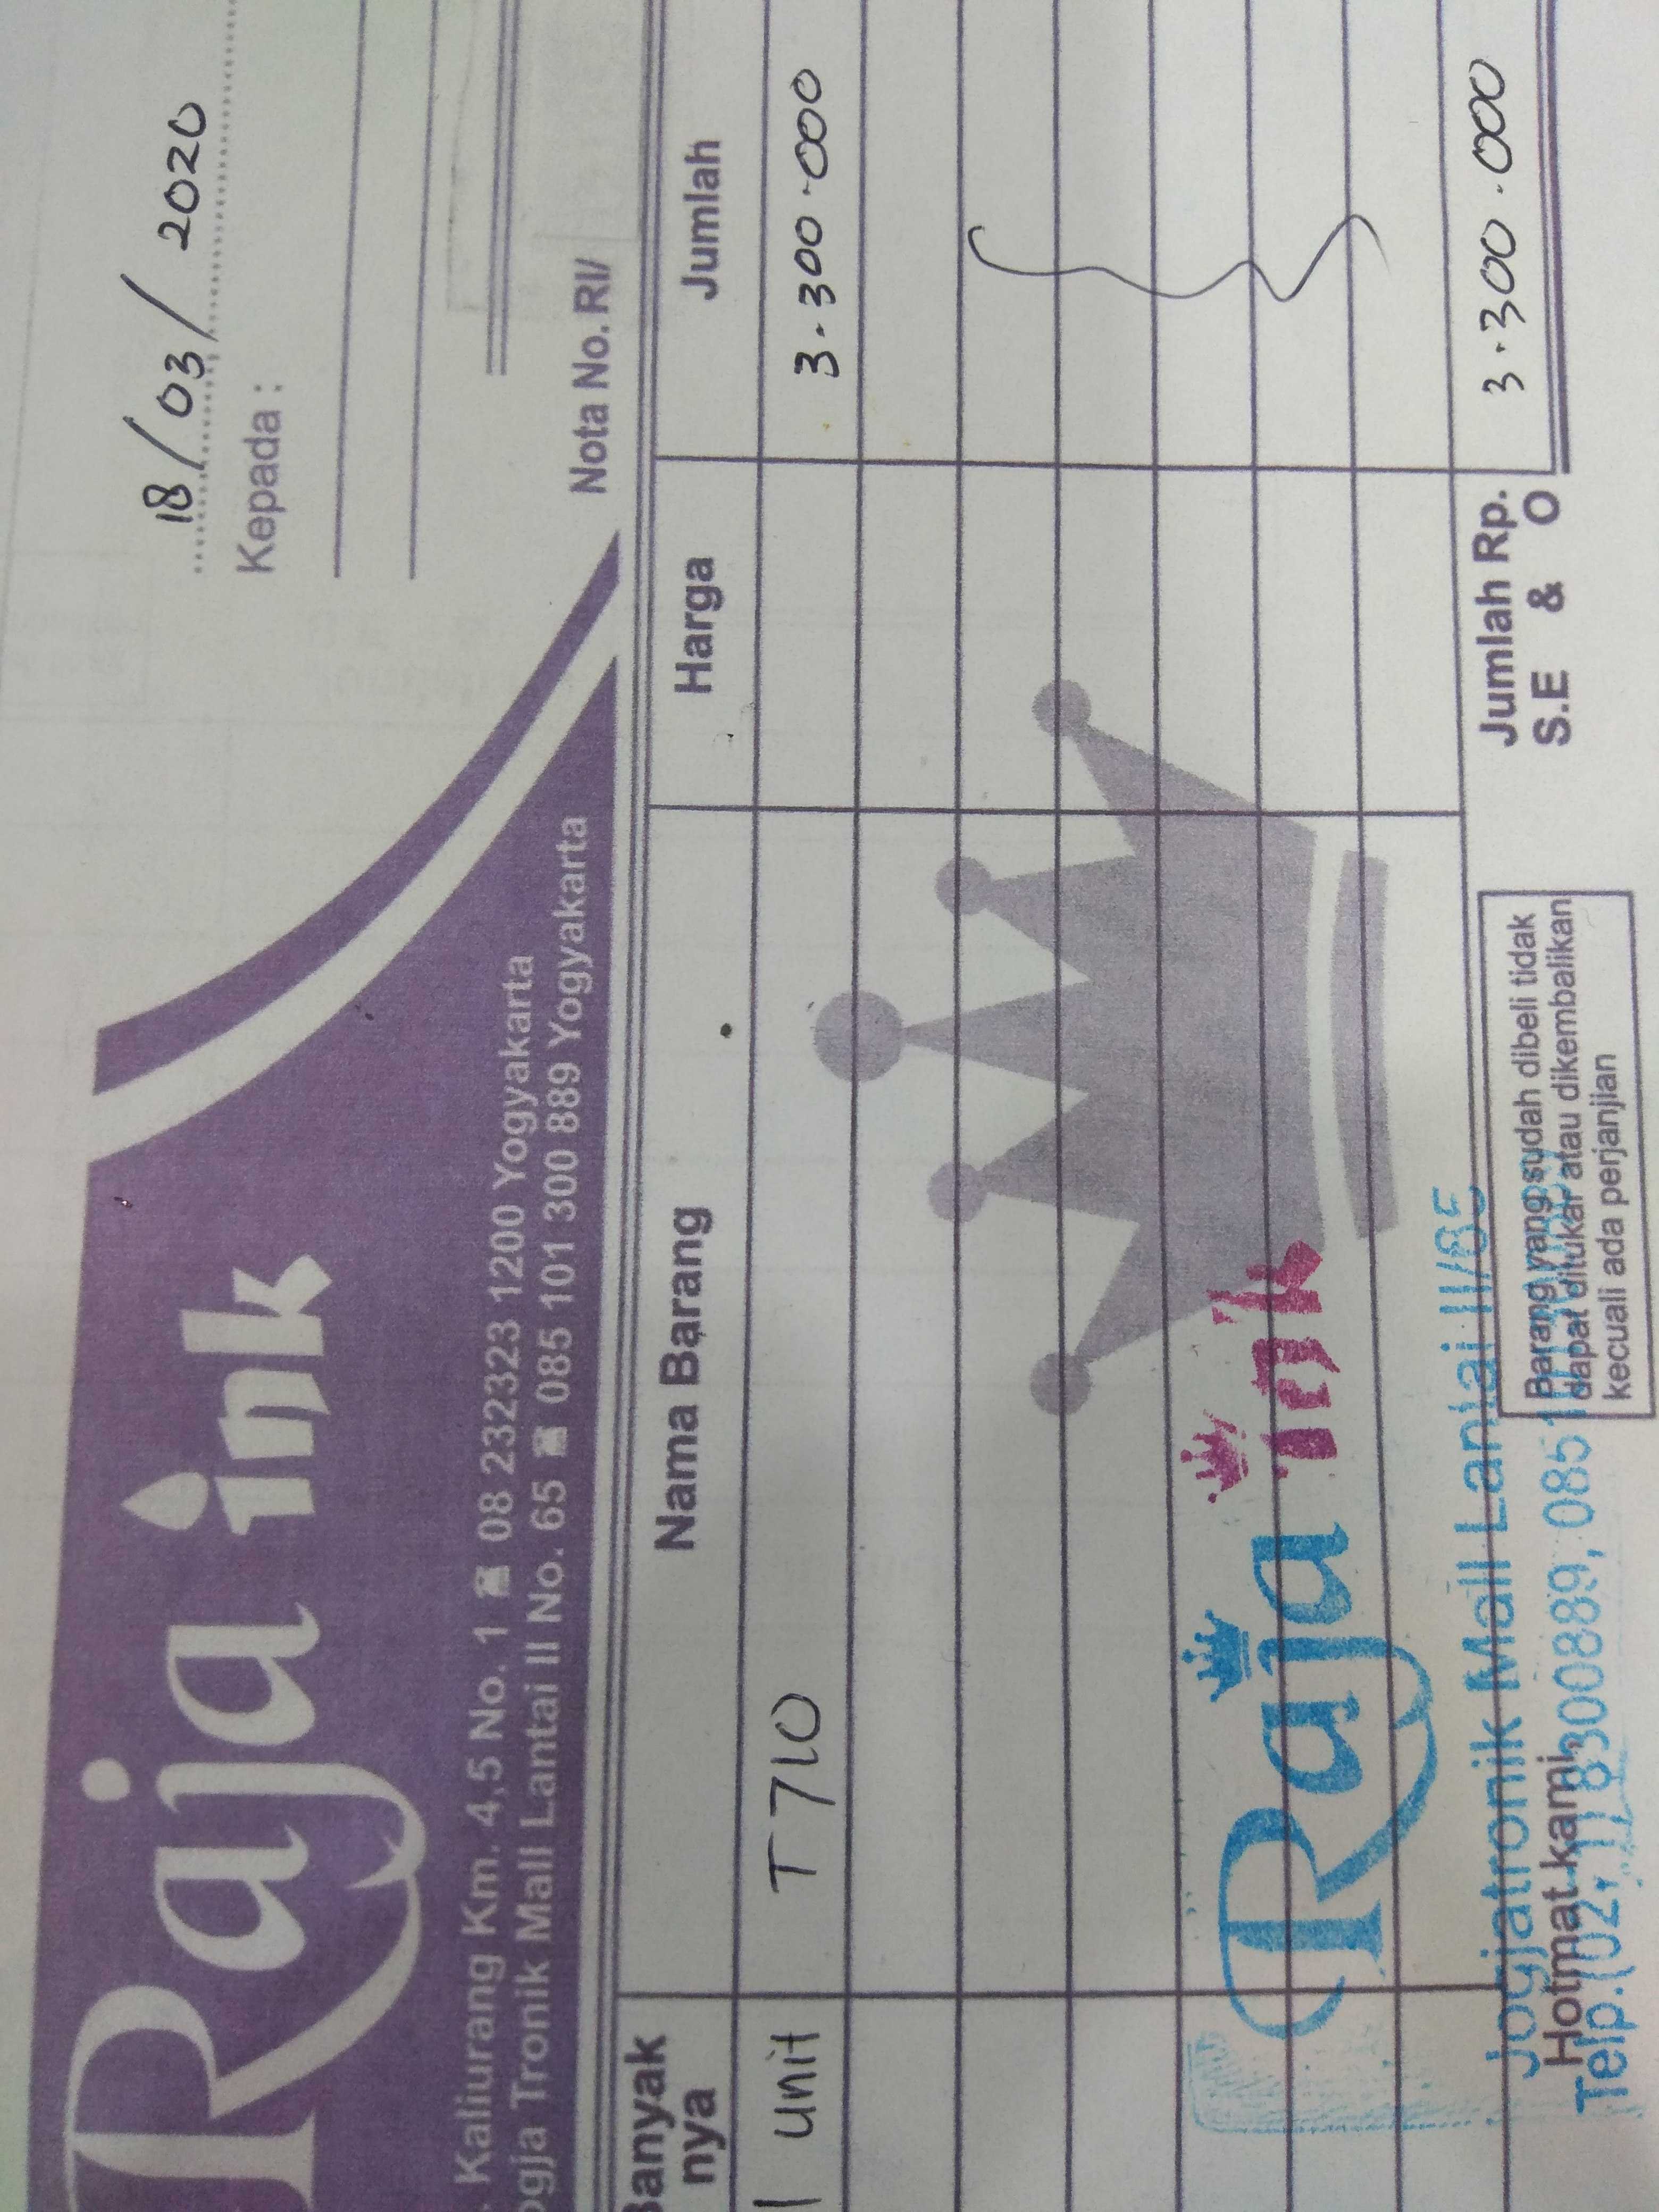 Raja ink
Kaliurang Km. 4,5 No. 1 ☎ 08 232323 1200 Yogyakarta
ogja Tronik Mall Lantai II No. 65 ☎ 085 101 300 889 Yogyakarta
18/03/2020
Kepada :
Nota No. RI/
Banyak nya Nama Barang Harga Jumlah
1 unit T710 3.300.000
Raja ink
Jogjatronik Mall Lantai II/65
Jumlah Rp. 3.300.000
S.E & O
Hormat kami,
Barang yang sudah dibeli tidak
dapat ditukar atau dikembalikan
kecuali ada perjanjian